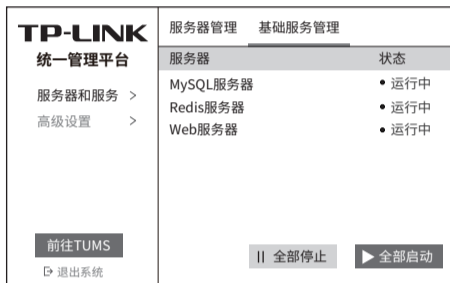 TP-LINK
统一管理平台
服务器和服务 >
高级设置 >
前往TUMS
退出系统
服务器管理 基础服务管理
服务器 状态
MySQL服务器 • 运行中
Redis服务器 • 运行中
Web服务器 • 运行中
全部停止 全部启动